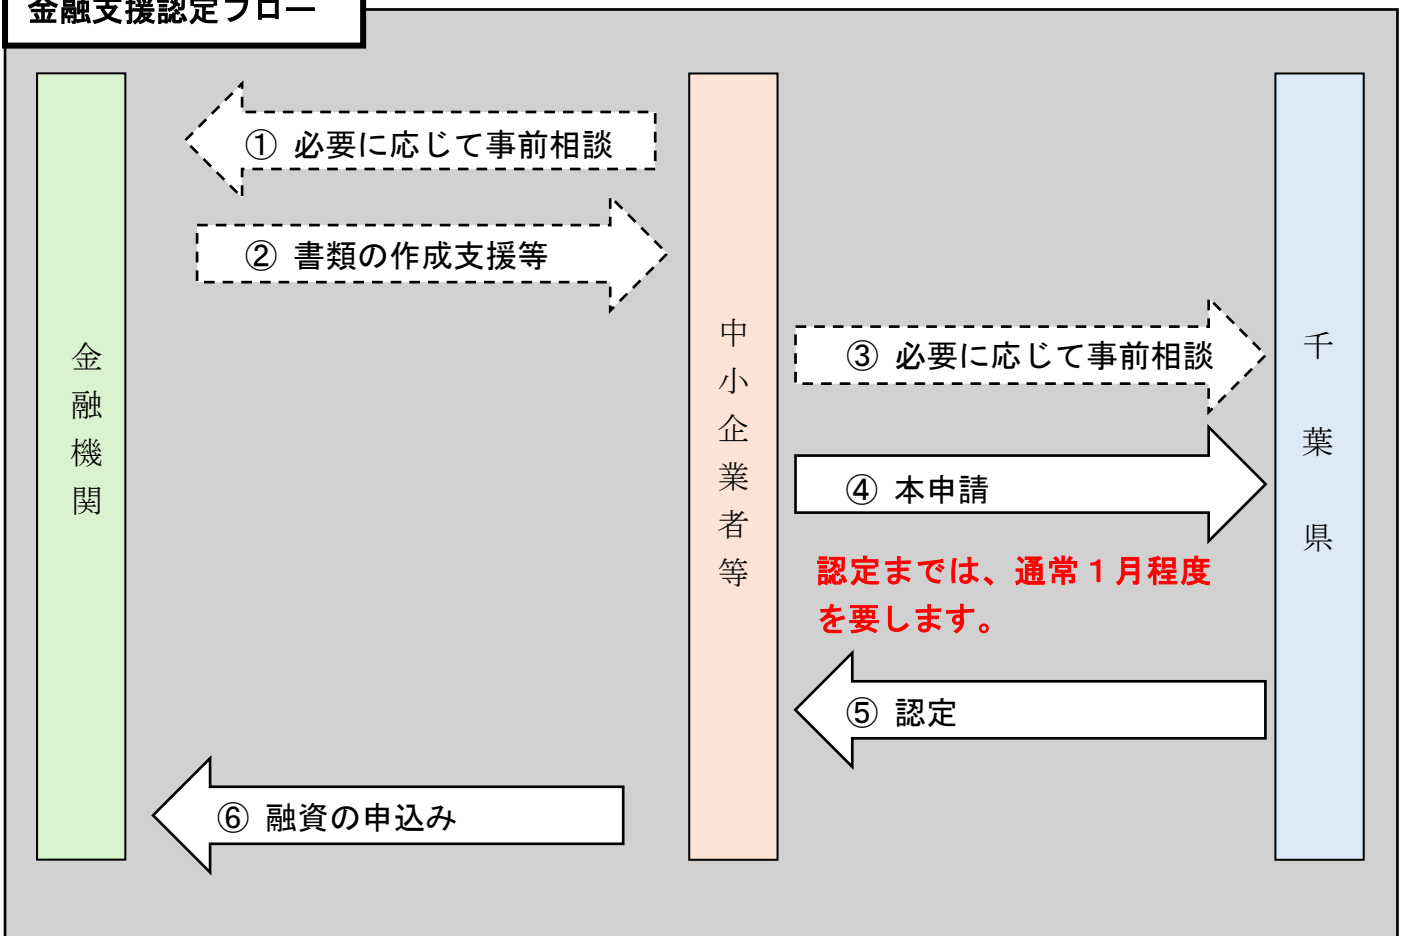 金融支援認定フロー
① 必要に応じて事前相談
② 書類の作成支援等
③ 必要に応じて事前相談
④ 本申請
認定までは、通常１月程度
を要します。
⑤ 認定
⑥ 融資の申込み
金融機関
中小企業者等
千葉県